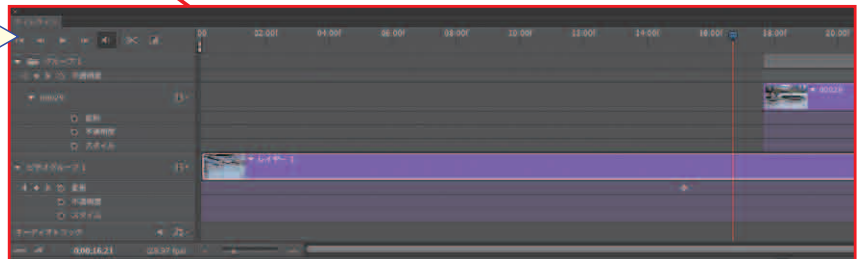 タイムライン
00 02:00f 04:00f 06:00f 08:00f 10:00f 12:00f 14:00f 16:00f 18:00f 20:00f
グループ 1
不透明度
00029
00029
変形
不透明度
スタイル
レイヤー 1
ビデオグループ 1
変形
不透明度
スタイル
オーディオトラック
0;00;16;21